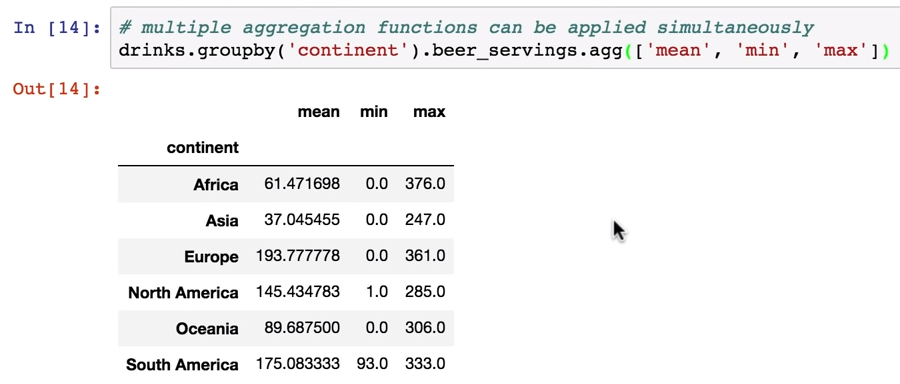 In [14]: # multiple aggregation functions can be applied simultaneously
drinks.groupby('continent').beer_servings.agg(['mean', 'min', 'max'])
Out[14]:
mean min max
continent
Africa 61.471698 0.0 376.0
Asia 37.045455 0.0 247.0
Europe 193.777778 0.0 361.0
North America 145.434783 1.0 285.0
Oceania 89.687500 0.0 306.0
South America 175.083333 93.0 333.0